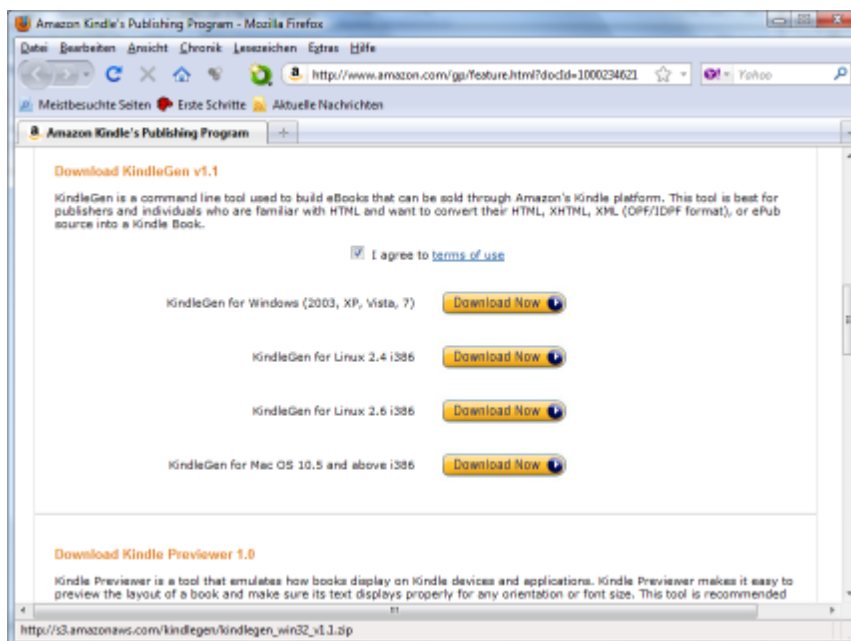 Amazon Kindle's Publishing Program - Mozilla Firefox
Datei Bearbeiten Ansicht Chronik Lesezeichen Extras Hilfe
http://www.amazon.com/gp/feature.html?docId=1000234621 Yahoo
Meistbesuchte Seiten Erste Schritte Aktuelle Nachrichten
Amazon Kindle's Publishing Program
Download KindleGen v1.1
KindleGen is a command line tool used to build eBooks that can be sold through Amazon's Kindle platform. This tool is best for
publishers and individuals who are familiar with HTML and want to convert their HTML, XHTML, XML (OPF/IDPF format), or ePub
source into a Kindle Book.
I agree to terms of use
KindleGen for Windows (2003, XP, Vista, 7) Download Now
KindleGen for Linux 2.4 i386 Download Now
KindleGen for Linux 2.6 i386 Download Now
KindleGen for Mac OS 10.5 and above i386 Download Now
Download Kindle Previewer 1.0
Kindle Previewer is a tool that emulates how books display on Kindle devices and applications. Kindle Previewer makes it easy to
preview the layout of a book and make sure its text displays properly for any orientation or font size. This tool is recommended
http://s3.amazonaws.com/kindlegen/kindlegen_win32_v1.1.zip